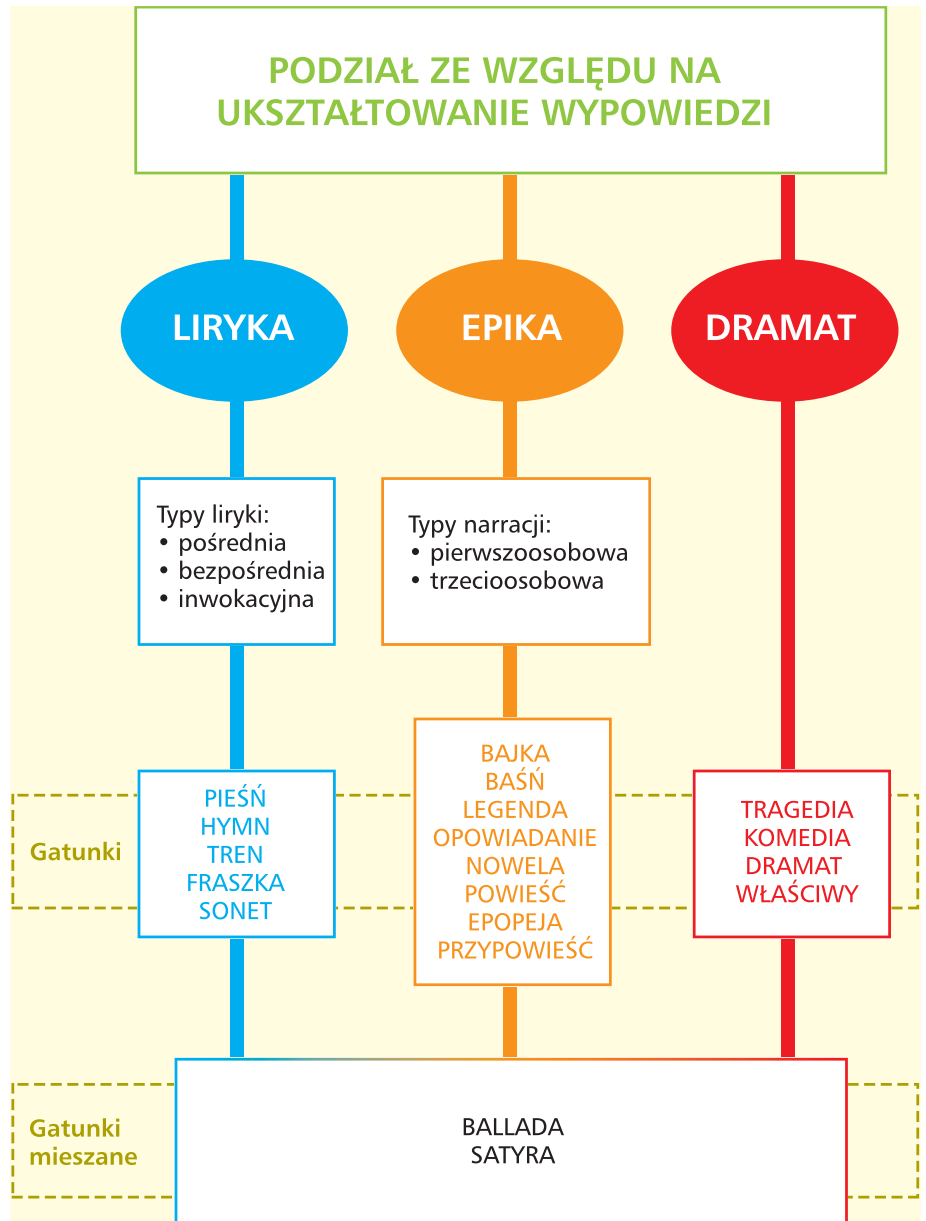 PODZIAŁ ZE WZGLĘDU NA
UKSZTAŁTOWANIE WYPOWIEDZI
LIRYKA
EPIKA
DRAMAT
Typy liryki:
• pośrednia
• bezpośrednia
• inwokacyjna
Typy narracji:
• pierwszoosobowa
• trzecioosobowa
Gatunki
PIEŚŃ
HYMN
TREN
FRASZKA
SONET
BAJKA
BAŚŃ
LEGENDA
OPOWIADANIE
NOWELA
POWIEŚĆ
EPOPEJA
PRZYPOWIEŚĆ
TRAGEDIA
KOMEDIA
DRAMAT
WŁAŚCIWY
Gatunki
mieszane
BALLADA
SATYRA